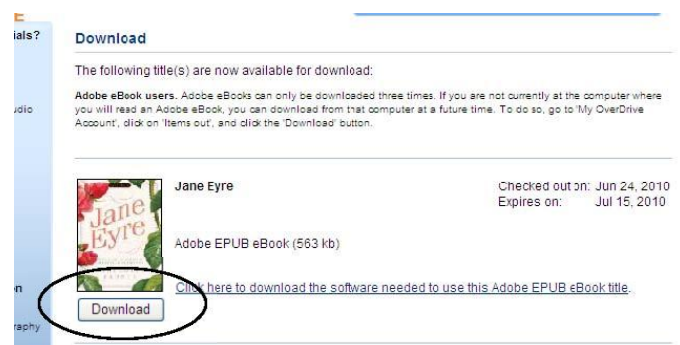 E
ials?
Download
The following title(s) are now available for download:
Adobe eBook users. Adobe eBooks can only be downloaded three times. If you are not currently at the computer where
you will read an Adobe eBook, you can download from that computer at a future time. To do so, go to 'My OverDrive
Account', click on 'Items out', and click the 'Download' button.
udio
Jane Eyre
Checked out on: Jun 24, 2010
Expires on: Jul 15, 2010
Jane
Eyre
Adobe EPUB eBook (563 kb)
Click here to download the software needed to use this Adobe EPUB eBook title.
on
Download
raphy